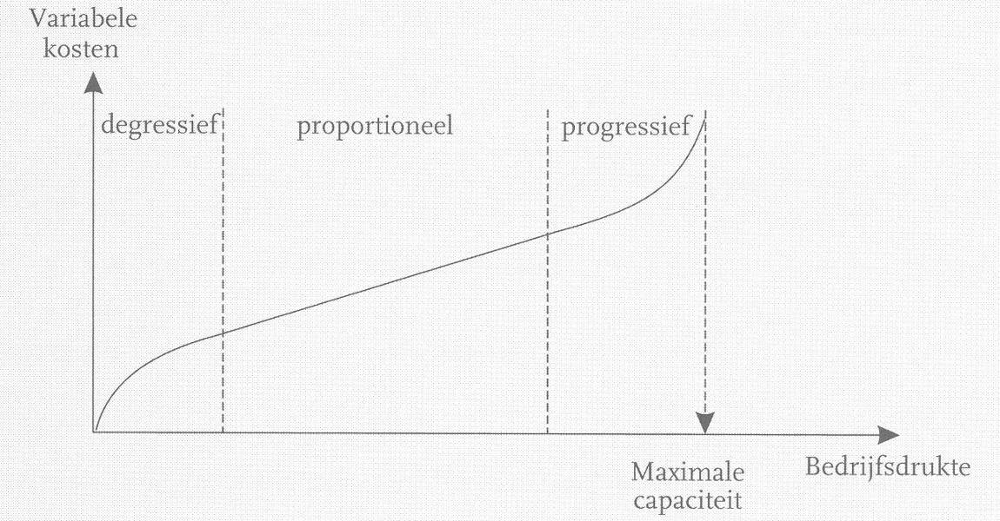 Variabele
kosten
degressief
proportioneel
progressief
Maximale
capaciteit
Bedrijfsdrukte